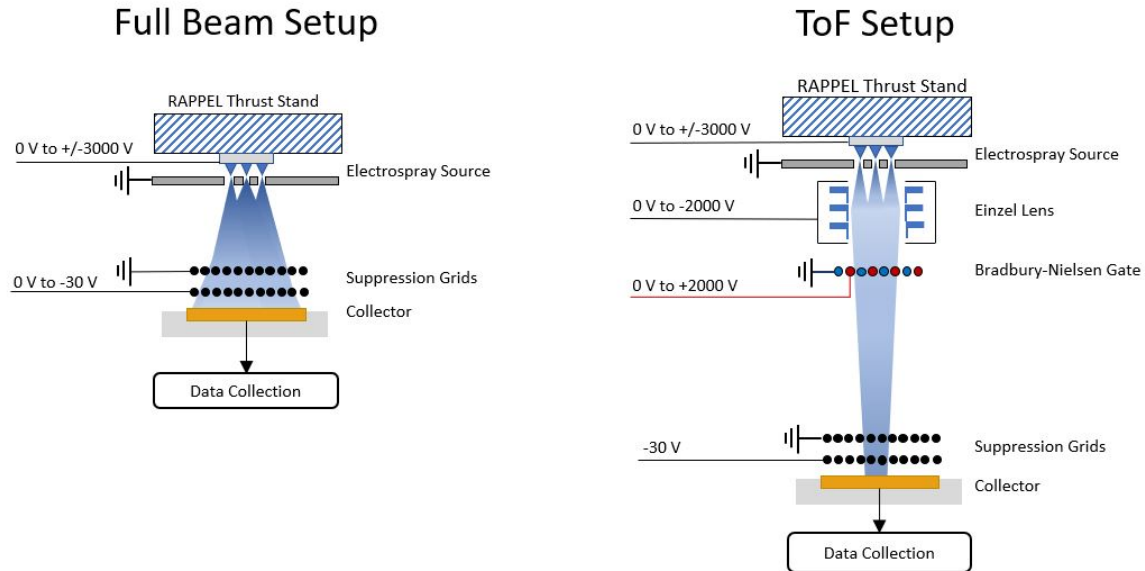 Full Beam Setup
RAPPEL Thrust Stand
0 V to +/-3000 V
Electrospray Source
0 V to -30 V
Suppression Grids
Collector
Data Collection
ToF Setup
RAPPEL Thrust Stand
0 V to +/-3000 V
Electrospray Source
0 V to -2000 V
Einzel Lens
Bradbury-Nielsen Gate
0 V to +2000 V
-30 V
Suppression Grids
Collector
Data Collection